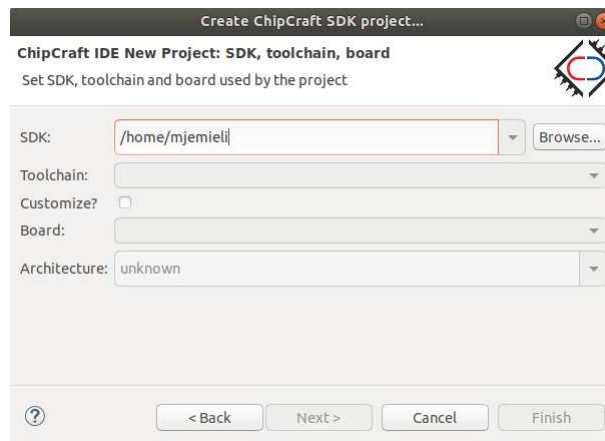 Create ChipCraft SDK project...
ChipCraft IDE New Project: SDK, toolchain, board
Set SDK, toolchain and board used by the project
SDK: /home/mjemieli Browse...
Toolchain:
Customize?
Board:
Architecture: unknown
? < Back Next > Cancel Finish